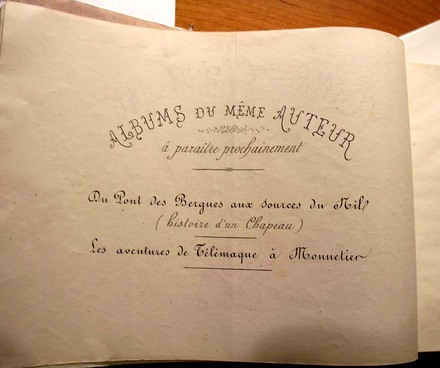 ALBUMS DU MÊME AUTEUR
à paraître prochainement
Du Pont des Bergues aux sources du Nil
(histoire d'un Chapeau)
Les aventures de Télémaque à Monnetier